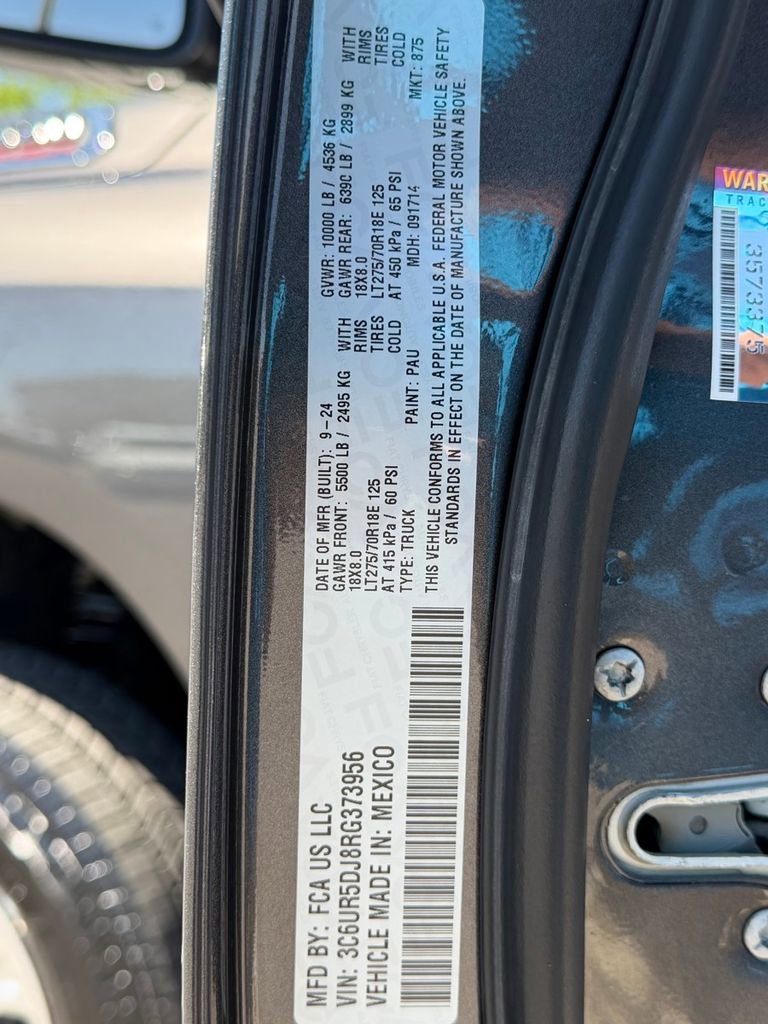 MFD BY: FCA US LLC
VIN: 3C6UR5DJ8RG373956
VEHICLE MADE IN: MEXICO
DATE OF MFR (BUILT): 9-24 GVWR: 10000 LB / 4536 KG
GAWR FRONT: 5500 LB / 2495 KG WITH GAWR REAR: 6390 LB / 2899 KG WITH
18X8.0 RIMS 18X8.0 RIMS
LT275/70R18E 125 TIRES LT275/70R18E 125 TIRES
AT 415 kPa / 60 PSI COLD AT 450 kPa / 65 PSI COLD
TYPE: TRUCK PAINT: PAU MDH: 091714 MKT: 875
THIS VEHICLE CONFORMS TO ALL APPLICABLE U.S.A. FEDERAL MOTOR VEHICLE SAFETY
STANDARDS IN EFFECT ON THE DATE OF MANUFACTURE SHOWN ABOVE.
WAR
TRAC
3573375